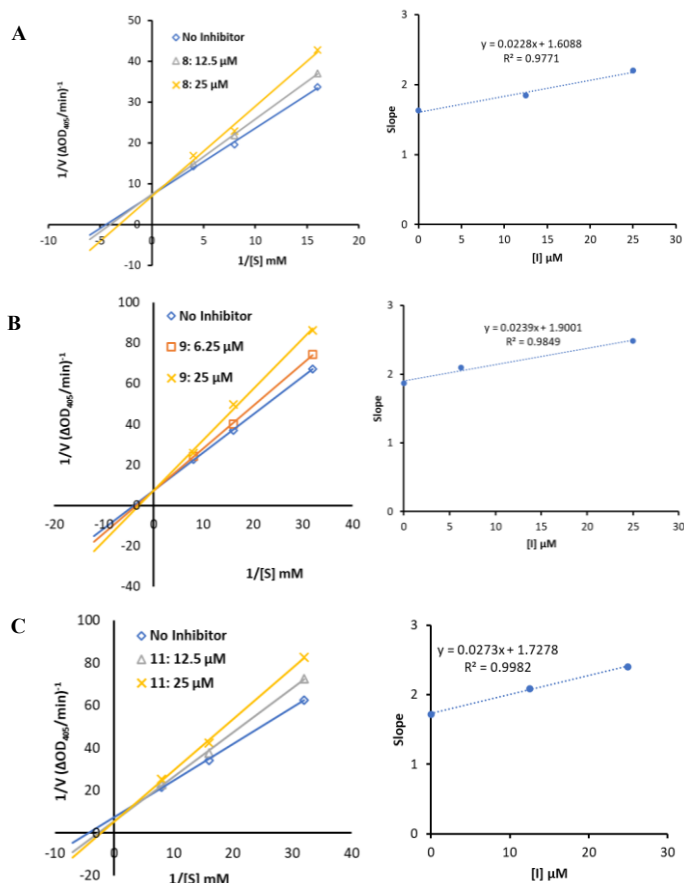 A
1/V (ΔOD405/min)-1
50
40
30
20
10
0
-10
-10
-5
0
5
10
15
20
1/[S] mM
No Inhibitor
8: 12.5 µM
8: 25 µM
Slope
3
2
1
0
0
5
10
15
20
25
30
[I] µM
y = 0.0228x + 1.6088
R² = 0.9771
B
1/V (ΔOD405/min)-1
100
80
60
40
20
0
-20
-40
-20
-10
0
10
20
30
40
1/[S] mM
No Inhibitor
9: 6.25 µM
9: 25 µM
Slope
3
2
1
0
0
5
10
15
20
25
30
[I] µM
y = 0.0239x + 1.9001
R² = 0.9849
C
1/V (ΔOD405/min)-1
100
80
60
40
20
0
-20
-10
0
10
20
30
40
1/[S] mM
No Inhibitor
11: 12.5 µM
11: 25 µM
Slope
3
2
1
0
0
10
20
30
[I] µM
y = 0.0273x + 1.7278
R² = 0.9982